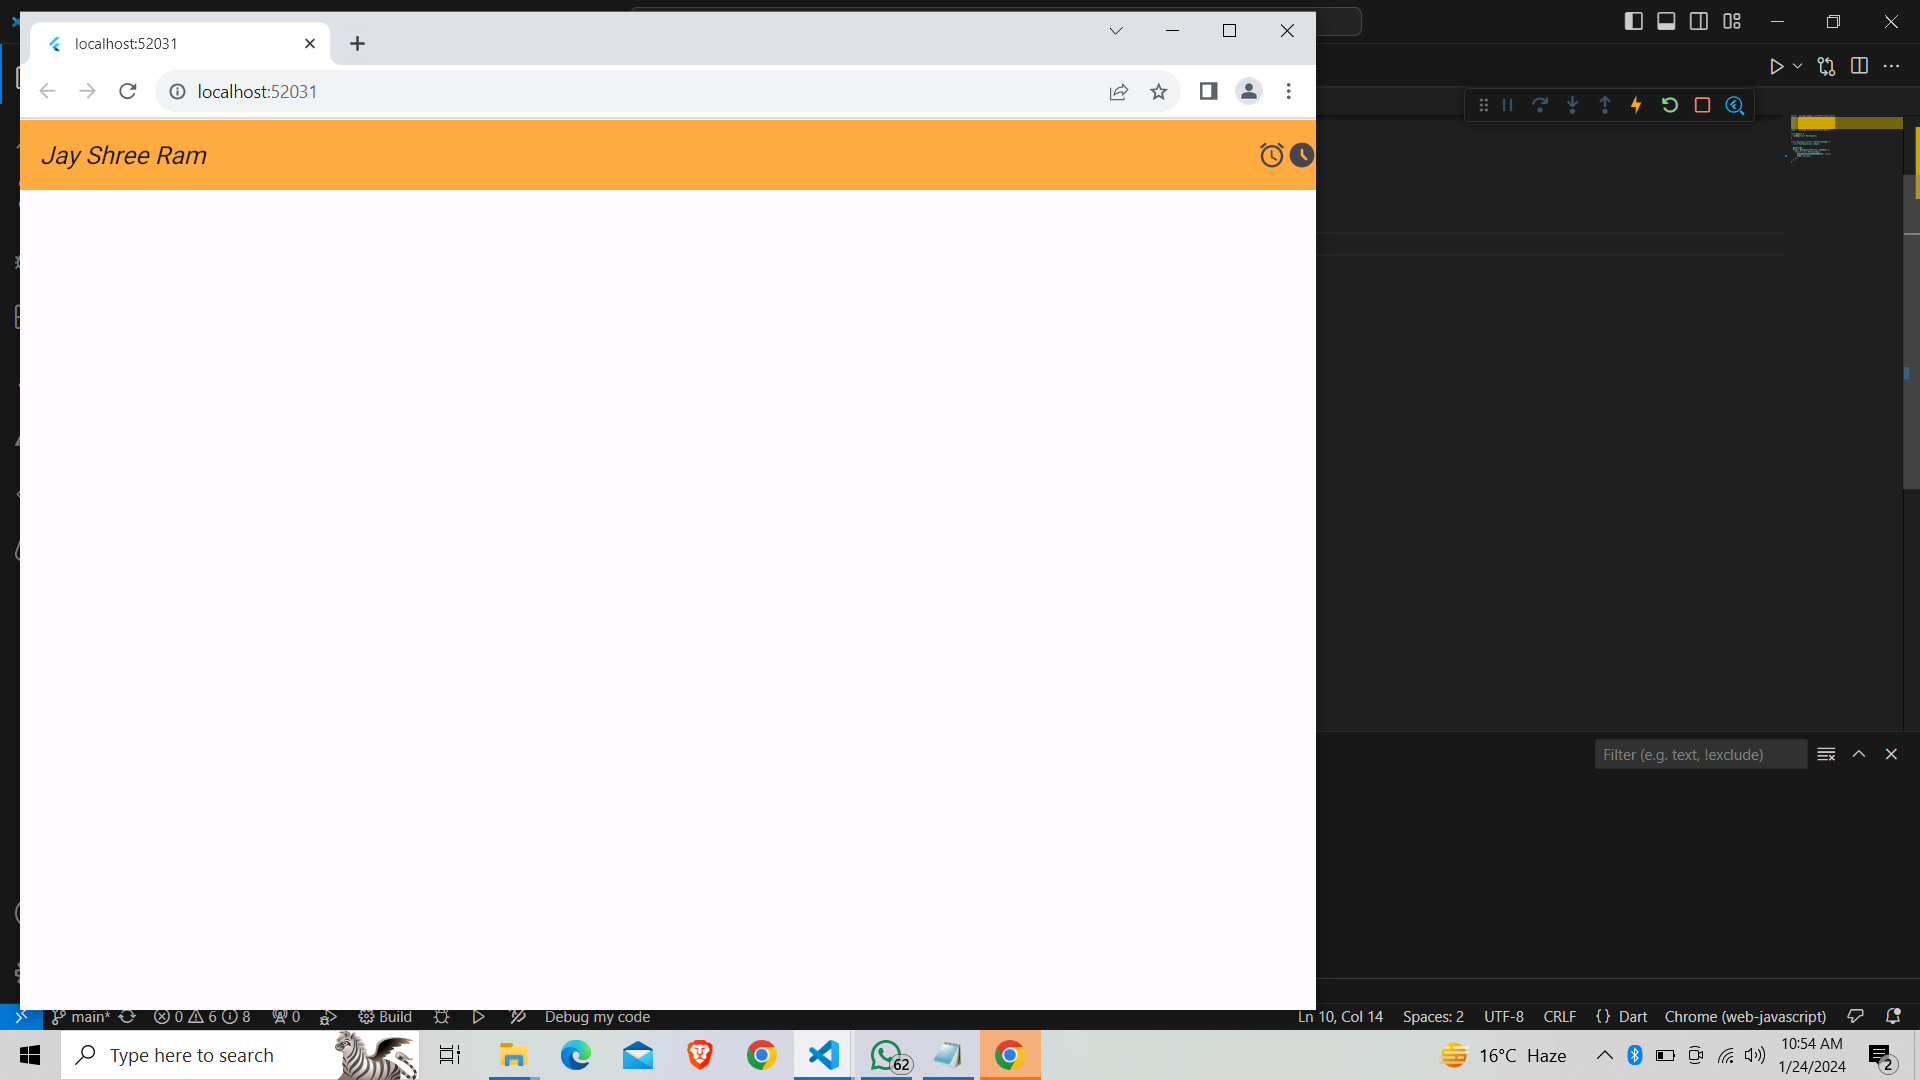 localhost:52031
localhost:52031
Jay Shree Ram
Filter (e.g. text, !exclude)
main* 0 6 8 0 Build Debug my code Ln 10, Col 14 Spaces: 2 UTF-8 CRLF {} Dart Chrome (web-javascript)
Type here to search 62 16°C Haze 10:54 AM
1/24/2024 2